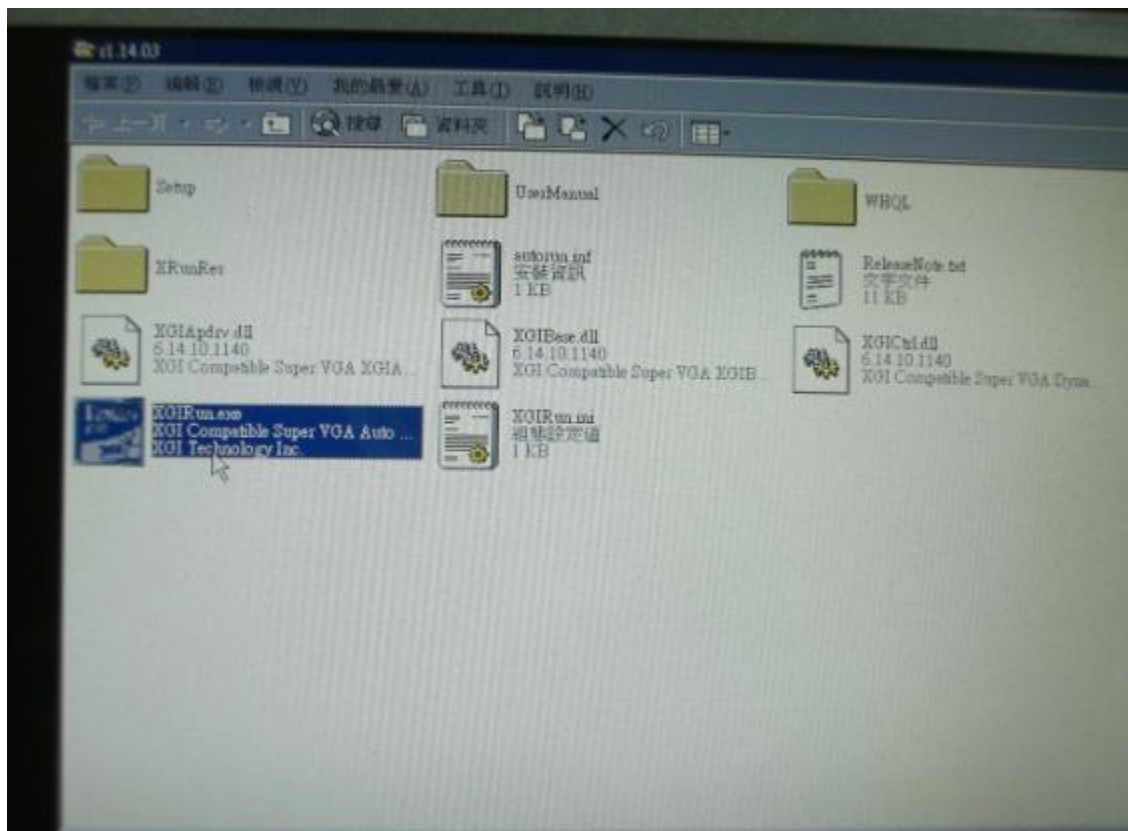 r1.14.03
檔案(F) 編輯(E) 檢視(V) 我的最愛(A) 工具(T) 說明(H)
上一頁 搜尋 資料夾
Setup
UserManual
WHQL
XRunRes
autorun.inf
安裝資訊
1 KB
ReleaseNote.txt
文字文件
11 KB
XGIApdrv.dll
6.14.10.1140
XGI Compatible Super VGA XGIA...
XGIBase.dll
6.14.10.1140
XGI Compatible Super VGA XGIB...
XGICtrl.dll
6.14.10.1140
XGI Compatible Super VGA Dyna...
XGIRun.exe
XGI Compatible Super VGA Auto ...
XGI Technology Inc.
XGIRun.ini
組態設定值
1 KB